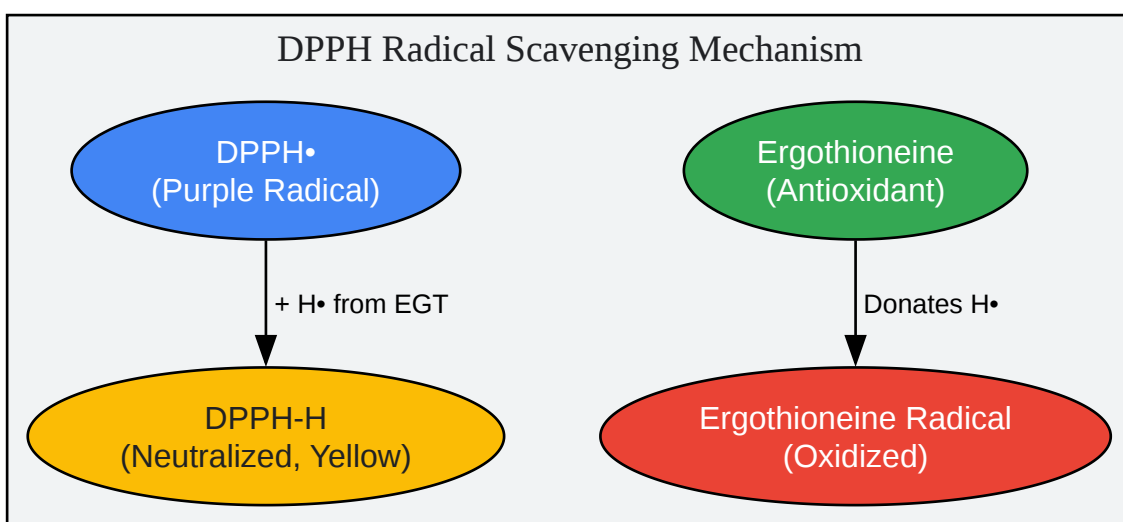 DPPH Radical Scavenging Mechanism
DPPH•
(Purple Radical)
Ergothioneine
(Antioxidant)
+ H• from EGT
Donates H•
DPPH-H
(Neutralized, Yellow)
Ergothioneine Radical
(Oxidized)